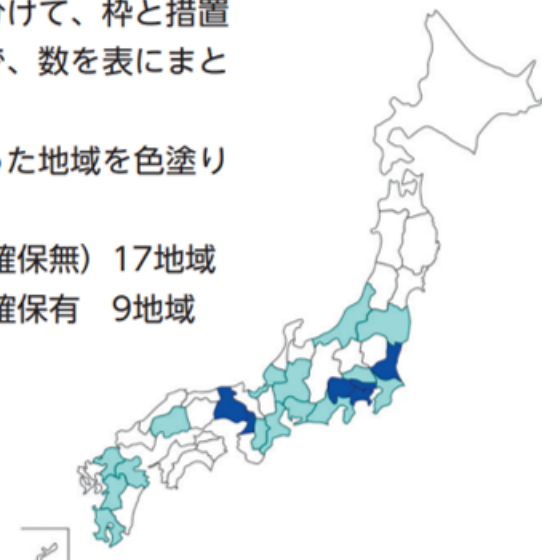 けて、枠と措置
、数を表にまと
た地域を色塗り
確保無）17地域
確保有　9地域